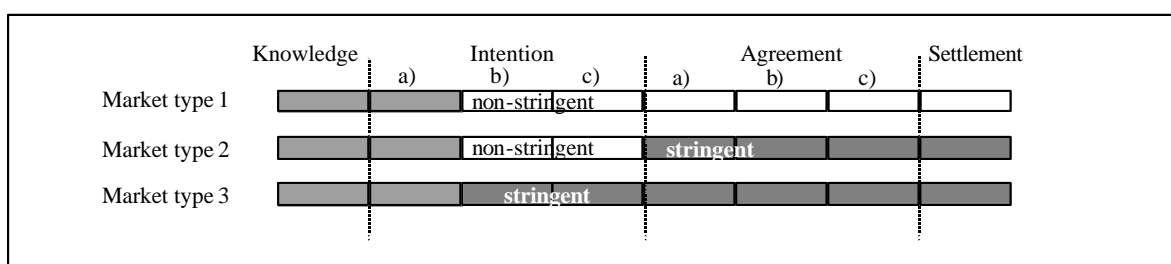 Knowledge Intention Agreement Settlement
a) b) c) a) b) c)
Market type 1 non-stringent
Market type 2 non-stringent stringent
Market type 3 stringent